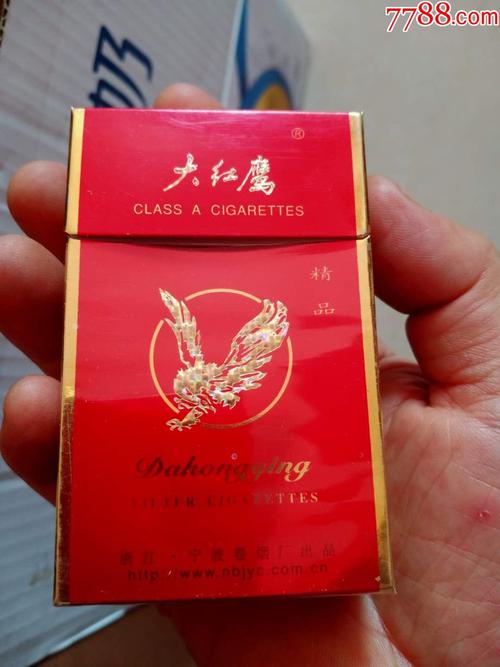 7788.com
®
大红鹰
CLASS A CIGARETTES
精品
Dahongying
FILTER CIGARETTES
浙江·宁波卷烟厂出品
http://www.nbjyc.com.cn